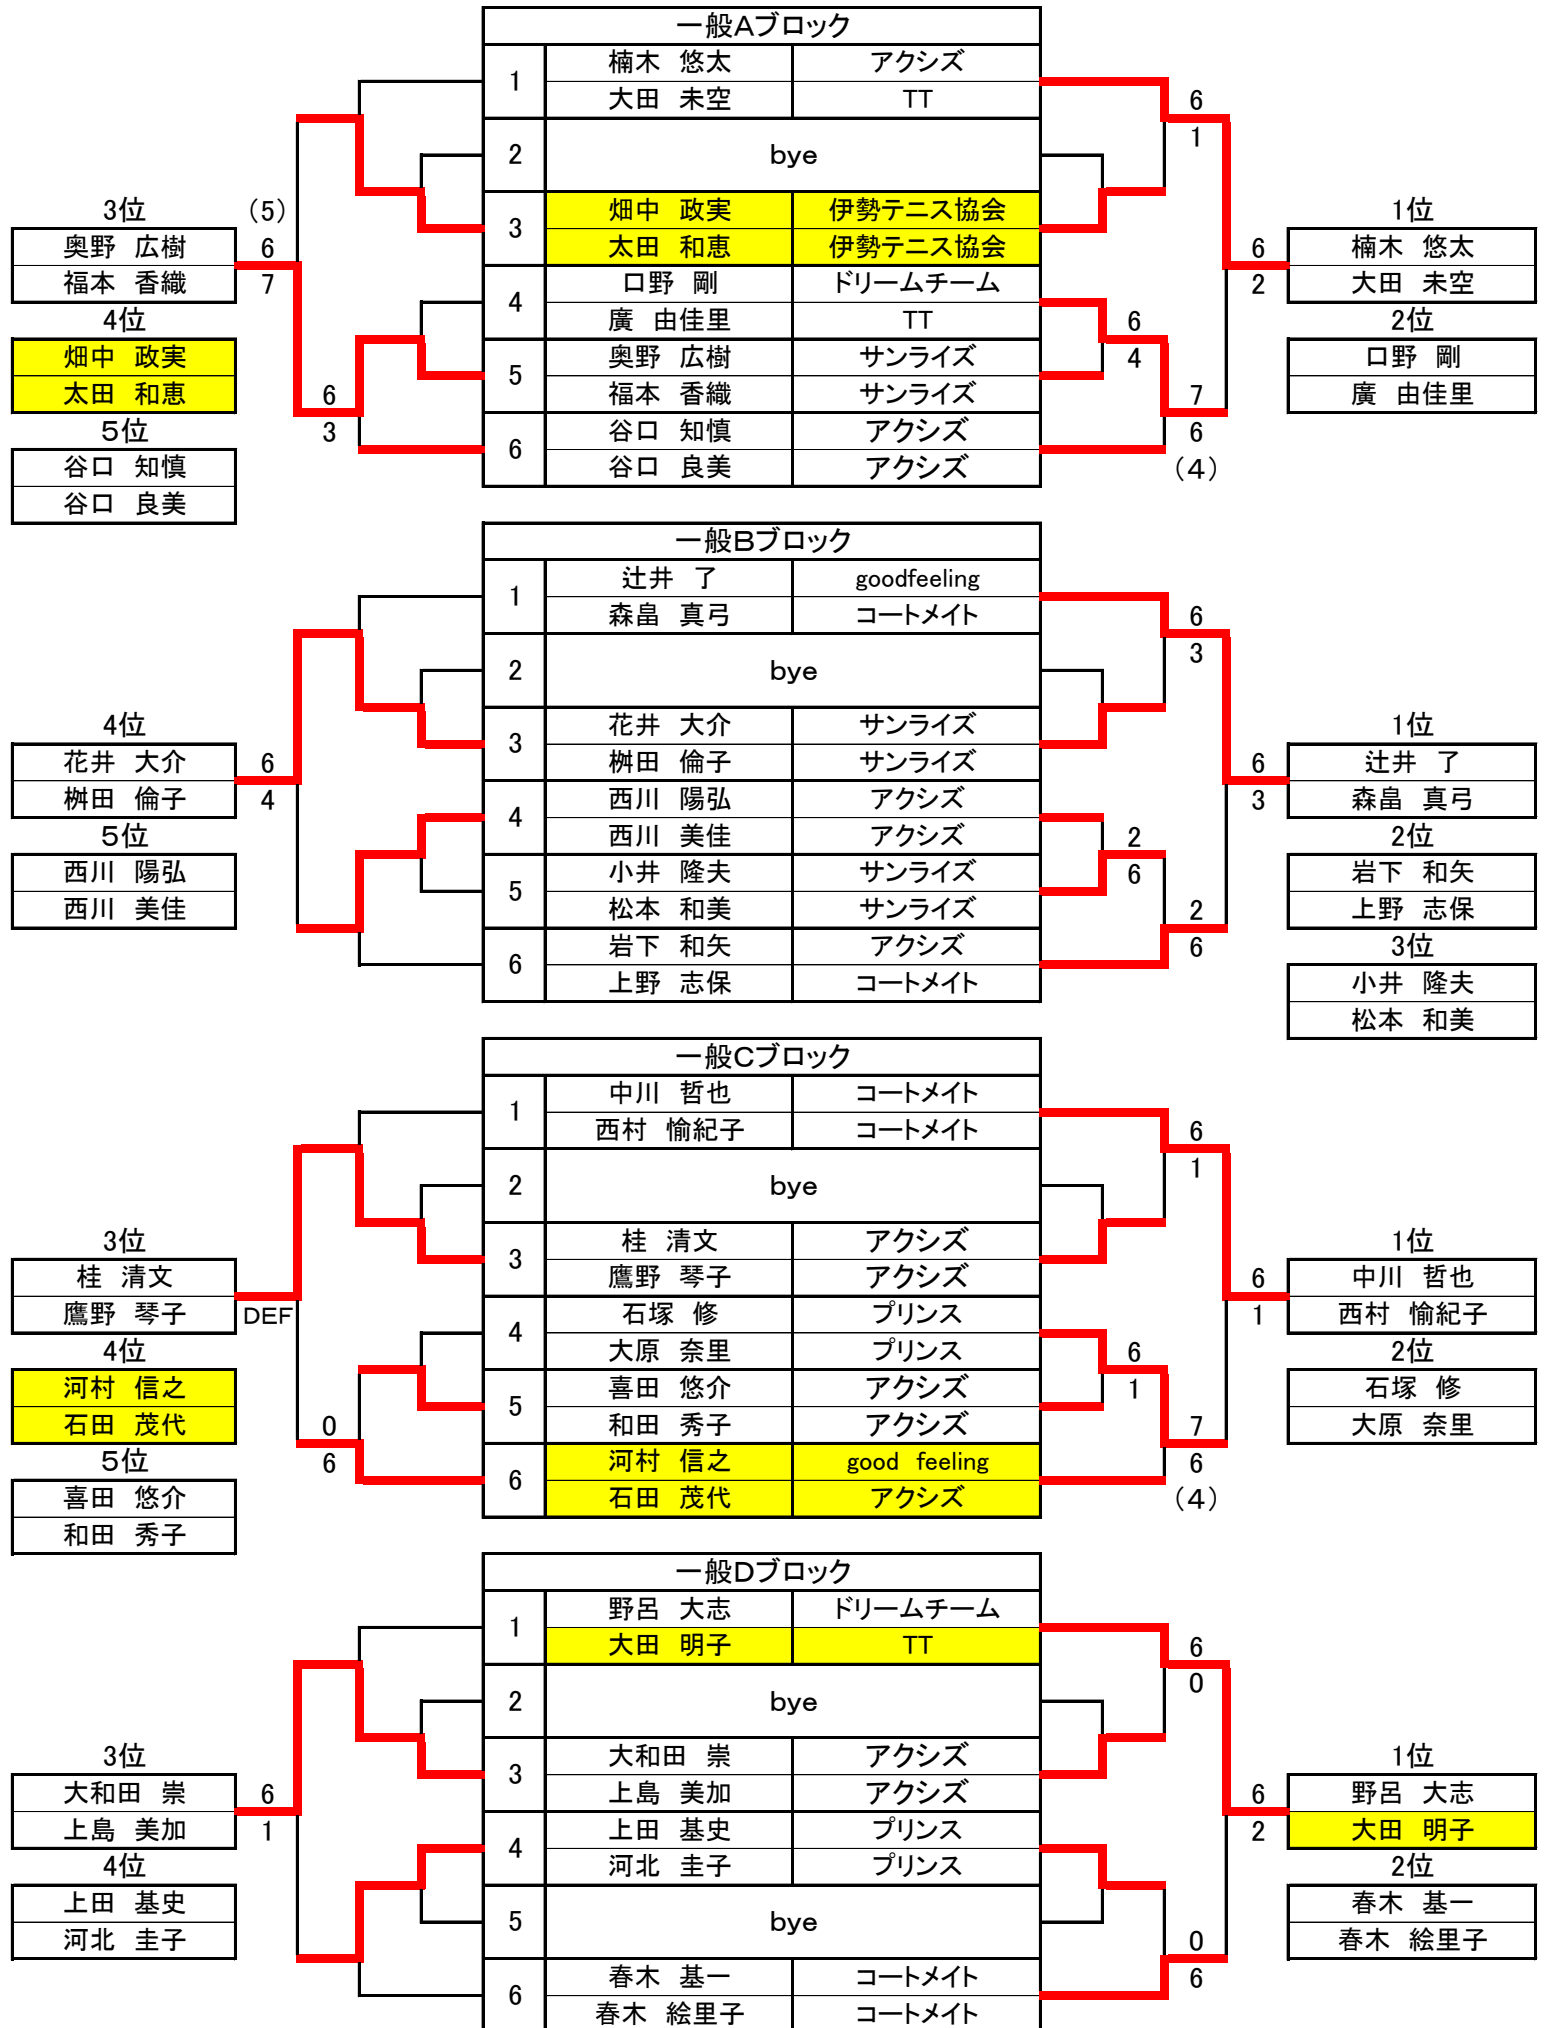 一般Aブロック
1 楠木 悠太 アクシズ
大田 未空 TT
6
1
2 bye
3 畑中 政実 伊勢テニス協会
太田 和恵 伊勢テニス協会
3位
(5)
奥野 広樹 6
福本 香織 7
4位
畑中 政実
太田 和恵
5位
谷口 知慎
谷口 良美
6
3
4 口野 剛 ドリームチーム
廣 由佳里 TT
5 奥野 広樹 サンライズ
福本 香織 サンライズ
6 谷口 知慎 アクシズ
谷口 良美 アクシズ
6
4
7
6
(4)
1位
6 楠木 悠太
2 大田 未空
2位
口野 剛
廣 由佳里
一般Bブロック
1 辻井 了 goodfeeling
森畠 真弓 コートメイト
6
3
2 bye
3 花井 大介 サンライズ
桝田 倫子 サンライズ
4位
花井 大介 6
桝田 倫子 4
5位
西川 陽弘
西川 美佳
4 西川 陽弘 アクシズ
西川 美佳 アクシズ
5 小井 隆夫 サンライズ
松本 和美 サンライズ
6 岩下 和矢 アクシズ
上野 志保 コートメイト
2
6
2
6
1位
6 辻井 了
3 森畠 真弓
2位
岩下 和矢
上野 志保
3位
小井 隆夫
松本 和美
一般Cブロック
1 中川 哲也 コートメイト
西村 愉紀子 コートメイト
6
1
2 bye
3 桂 清文 アクシズ
鷹野 琴子 アクシズ
3位
桂 清文
鷹野 琴子 DEF
4位
河村 信之
石田 茂代
5位
喜田 悠介
和田 秀子
0
6
4 石塚 修 プリンス
大原 奈里 プリンス
5 喜田 悠介 アクシズ
和田 秀子 アクシズ
6 河村 信之 good feeling
石田 茂代 アクシズ
6
1
7
6
(4)
1位
6 中川 哲也
1 西村 愉紀子
2位
石塚 修
大原 奈里
一般Dブロック
1 野呂 大志 ドリームチーム
大田 明子 TT
6
0
2 bye
3 大和田 崇 アクシズ
上島 美加 アクシズ
3位
大和田 崇 6
上島 美加 1
4位
上田 基史
河北 圭子
4 上田 基史 プリンス
河北 圭子 プリンス
5 bye
6 春木 基一 コートメイト
春木 絵里子 コートメイト
0
6
1位
6 野呂 大志
2 大田 明子
2位
春木 基一
春木 絵里子